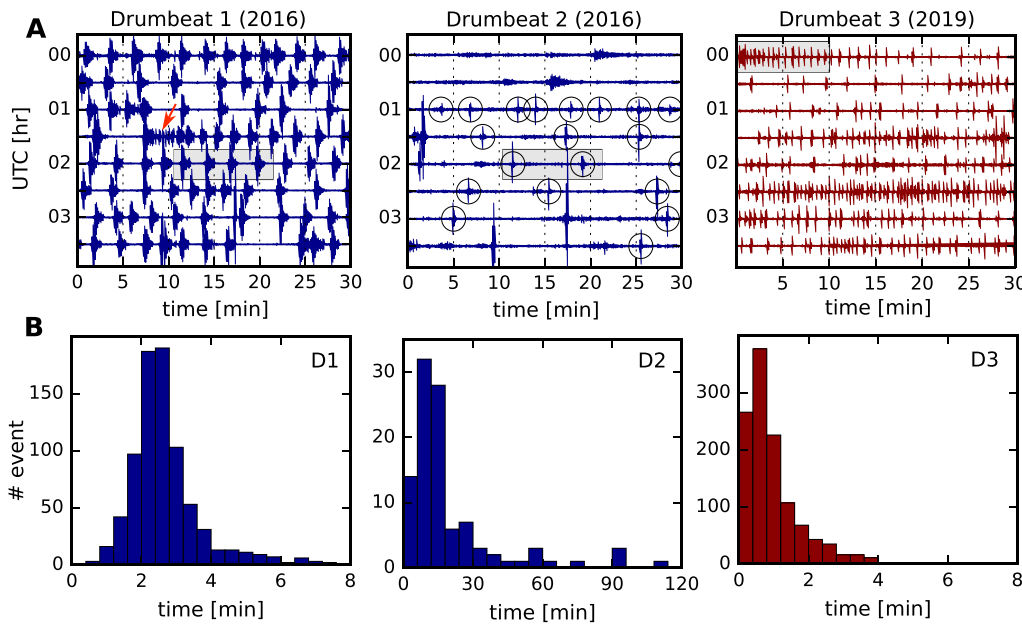 A
Drumbeat 1 (2016)
Drumbeat 2 (2016)
Drumbeat 3 (2019)
UTC [hr]
00
01
02
03
00
01
02
03
00
01
02
03
0 5 10 15 20 25 30
0 5 10 15 20 25 30
0 5 10 15 20 25 30
time [min]
time [min]
time [min]
B
# event
D1
D2
D3
150
100
50
0
30
20
10
0
300
200
100
0
0 2 4 6 8
0 30 60 90 120
0 2 4 6 8
time [min]
time [min]
time [min]